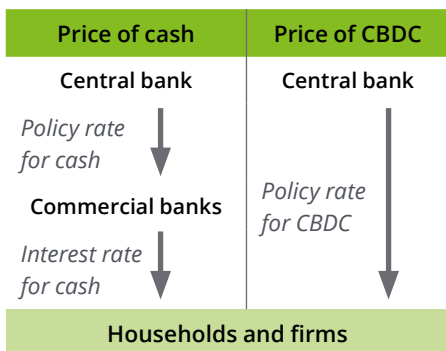 Price of cash
Price of CBDC
Central bank
Central bank
Policy rate
for cash
Policy rate
for CBDC
Commercial banks
Interest rate
for cash
Households and firms